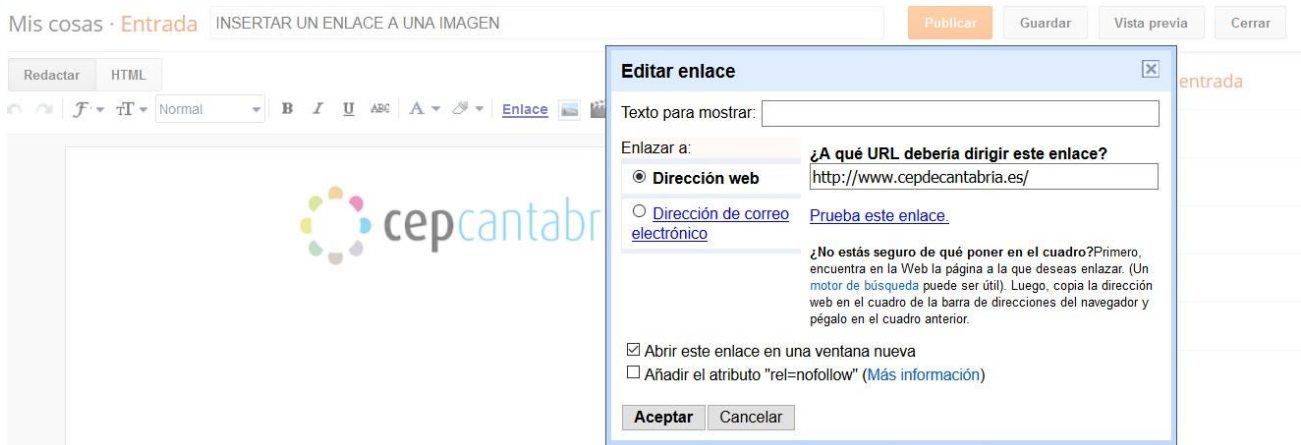 Mis cosas · Entrada INSERTAR UN ENLACE A UNA IMAGEN Publicar Guardar Vista previa Cerrar
Redactar HTML
Normal B I U ABC A Enlace
entrada
cepcantabr
Editar enlace
Texto para mostrar:
Enlazar a:
Dirección web
Dirección de correo
electrónico
¿A qué URL debería dirigir este enlace?
http://www.cepdecantabria.es/
Prueba este enlace.
¿No estás seguro de qué poner en el cuadro?Primero,
encuentra en la Web la página a la que deseas enlazar. (Un
motor de búsqueda puede ser útil). Luego, copia la dirección
web en el cuadro de la barra de direcciones del navegador y
pégalo en el cuadro anterior.
Abrir este enlace en una ventana nueva
Añadir el atributo "rel=nofollow" (Más información)
Aceptar Cancelar